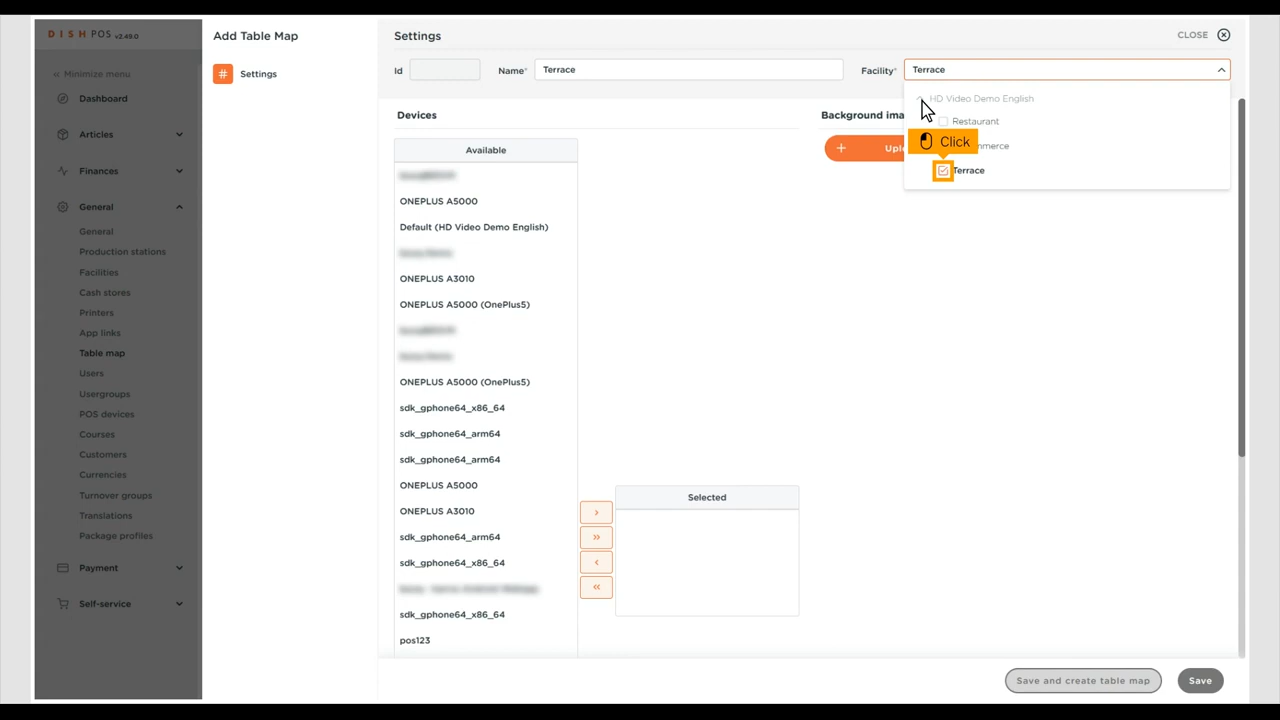 DISH POS v2.49.0
Minimize menu
Dashboard
Articles
Finances
General
General
Production stations
Facilities
Cash stores
Printers
App links
Table map
Users
Usergroups
POS devices
Courses
Customers
Currencies
Turnover groups
Translations
Package profiles
Payment
Self-service
Add Table Map
Settings
Settings
CLOSE
Id
Name*
Terrace
Facility*
Terrace
HD Video Demo English
Restaurant
Click
Terrace
Devices
Background
Available
ONEPLUS A5000
Default (HD Video Demo English)
ONEPLUS A3010
ONEPLUS A5000 (OnePlus5)
ONEPLUS A5000 (OnePlus5)
sdk_gphone64_x86_64
sdk_gphone64_arm64
sdk_gphone64_arm64
ONEPLUS A5000
ONEPLUS A3010
sdk_gphone64_arm64
sdk_gphone64_x86_64
sdk_gphone64_x86_64
pos123
Selected
Save and create table map
Save